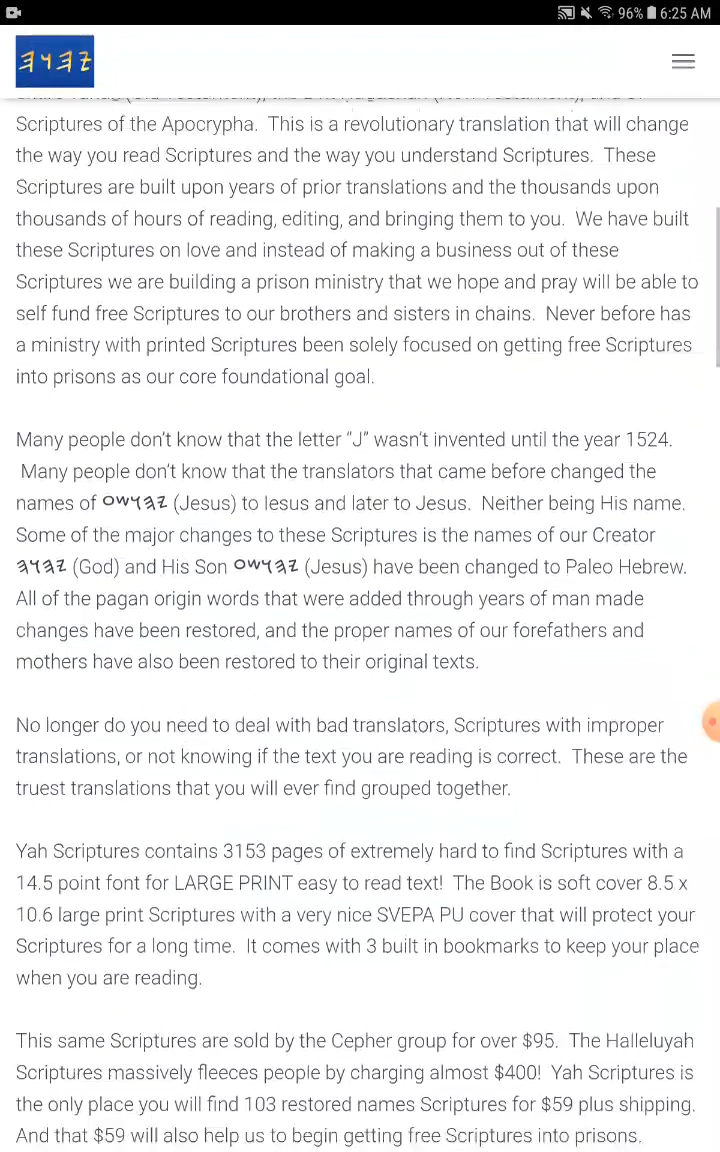 96% 6:25 AM
𐤉𐤄𐤅𐤄
Scriptures of the Apocrypha. This is a revolutionary translation that will change
the way you read Scriptures and the way you understand Scriptures. These
Scriptures are built upon years of prior translations and the thousands upon
thousands of hours of reading, editing, and bringing them to you. We have built
these Scriptures on love and instead of making a business out of these
Scriptures we are building a prison ministry that we hope and pray will be able to
self fund free Scriptures to our brothers and sisters in chains. Never before has
a ministry with printed Scriptures been solely focused on getting free Scriptures
into prisons as our core foundational goal.
Many people don't know that the letter “J” wasn't invented until the year 1524.
Many people don't know that the translators that came before changed the
names of 𐤉𐤄𐤅𐤔𐤏 (Jesus) to Iesus and later to Jesus. Neither being His name.
Some of the major changes to these Scriptures is the names of our Creator
𐤉𐤄𐤅𐤄 (God) and His Son 𐤉𐤄𐤅𐤔𐤏 (Jesus) have been changed to Paleo Hebrew.
All of the pagan origin words that were added through years of man made
changes have been restored, and the proper names of our forefathers and
mothers have also been restored to their original texts.
No longer do you need to deal with bad translators, Scriptures with improper
translations, or not knowing if the text you are reading is correct. These are the
truest translations that you will ever find grouped together.
Yah Scriptures contains 3153 pages of extremely hard to find Scriptures with a
14.5 point font for LARGE PRINT easy to read text! The Book is soft cover 8.5 x
10.6 large print Scriptures with a very nice SVEPA PU cover that will protect your
Scriptures for a long time. It comes with 3 built in bookmarks to keep your place
when you are reading.
This same Scriptures are sold by the Cepher group for over $95. The Halleluyah
Scriptures massively fleeces people by charging almost $400! Yah Scriptures is
the only place you will find 103 restored names Scriptures for $59 plus shipping.
And that $59 will also help us to begin getting free Scriptures into prisons.